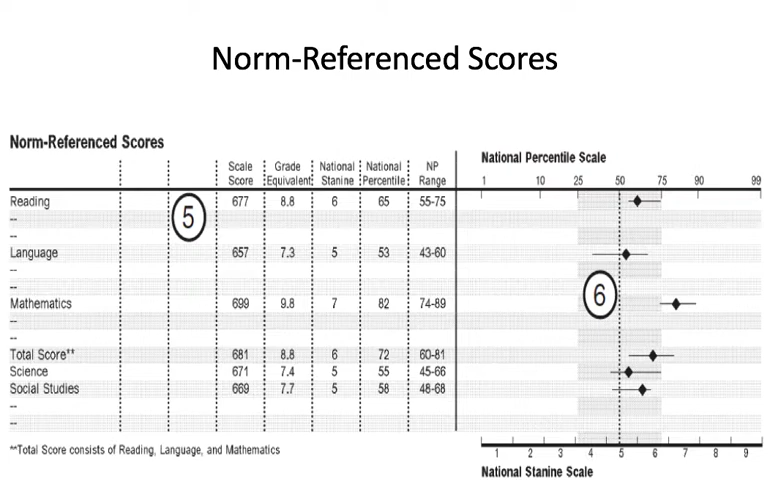 Norm-Referenced Scores
Norm-Referenced Scores
Scale Score Grade Equivalent National Stanine National Percentile NP Range
National Percentile Scale
1 10 25 50 75 90 99
Reading 677 8.8 6 65 55-75
--
--
5
Language 657 7.3 5 53 43-60
--
--
6
Mathematics 699 9.8 7 82 74-89
--
--
Total Score** 681 8.8 6 72 60-81
Science 671 7.4 5 55 45-66
Social Studies 669 7.7 5 58 48-68
--
--
**Total Score consists of Reading, Language, and Mathematics
1 2 3 4 5 6 7 8 9
National Stanine Scale